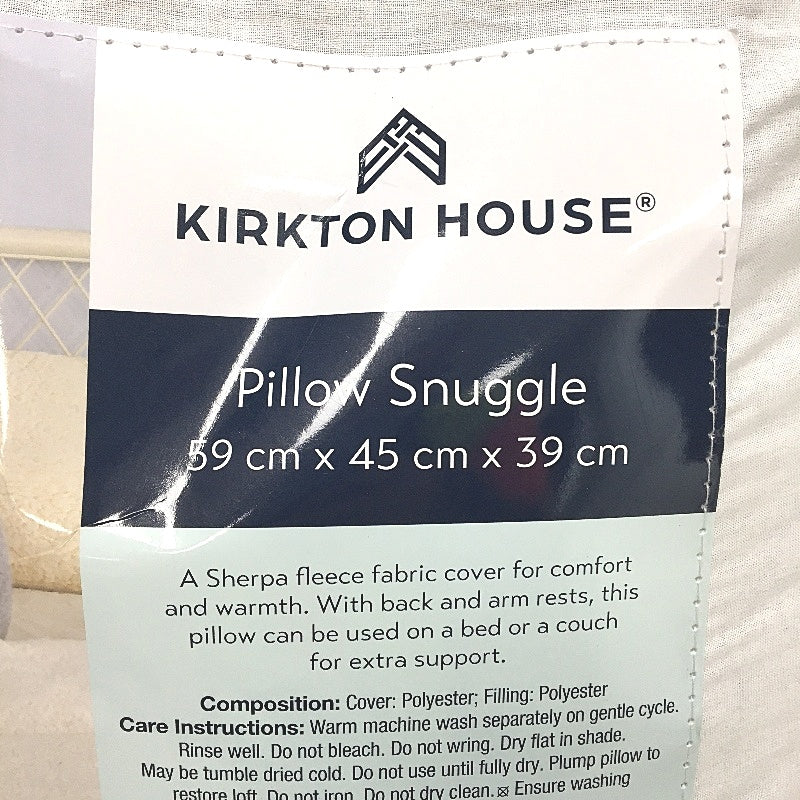 KIRKTON HOUSE®
Pillow Snuggle
59 cm x 45 cm x 39 cm
A Sherpa fleece fabric cover for comfort
and warmth. With back and arm rests, this
pillow can be used on a bed or a couch
for extra support.
Composition: Cover: Polyester; Filling: Polyester
Care Instructions: Warm machine wash separately on gentle cycle.
Rinse well. Do not bleach. Do not wring. Dry flat in shade.
May be tumble dried cold. Do not use until fully dry. Plump pillow to
restore loft. Do not iron. Do not dry clean. Ensure washing